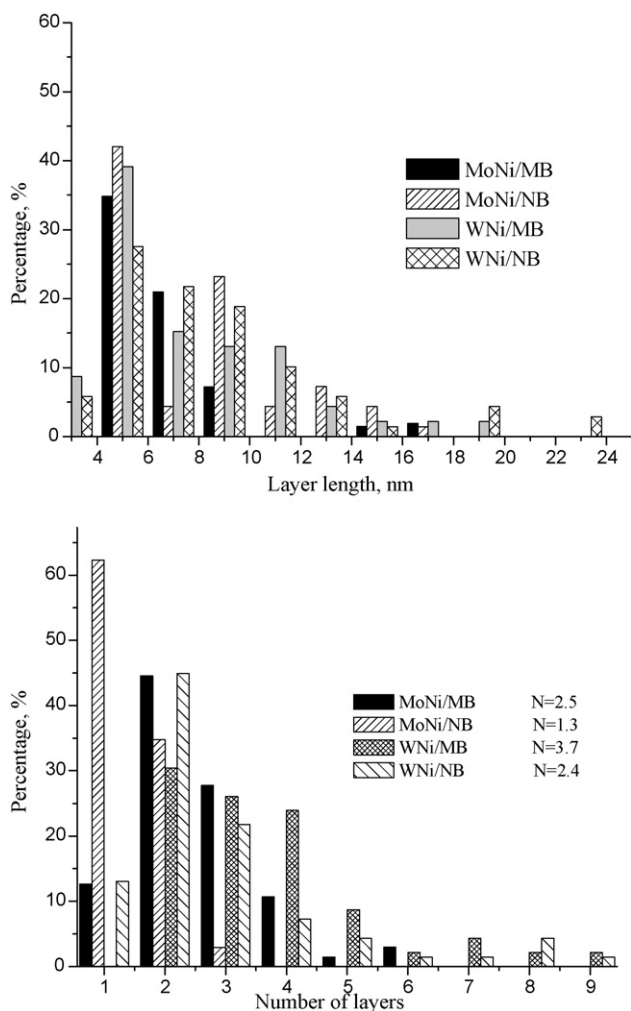 60
50
40
30
20
10
0
Percentage, %
MoNi/MB
MoNi/NB
WNi/MB
WNi/NB
4 6 8 10 12 14 16 18 20 22 24
Layer length, nm
60
50
40
30
20
10
0
Percentage, %
MoNi/MB N=2.5
MoNi/NB N=1.3
WNi/MB N=3.7
WNi/NB N=2.4
1 2 3 4 5 6 7 8 9
Number of layers